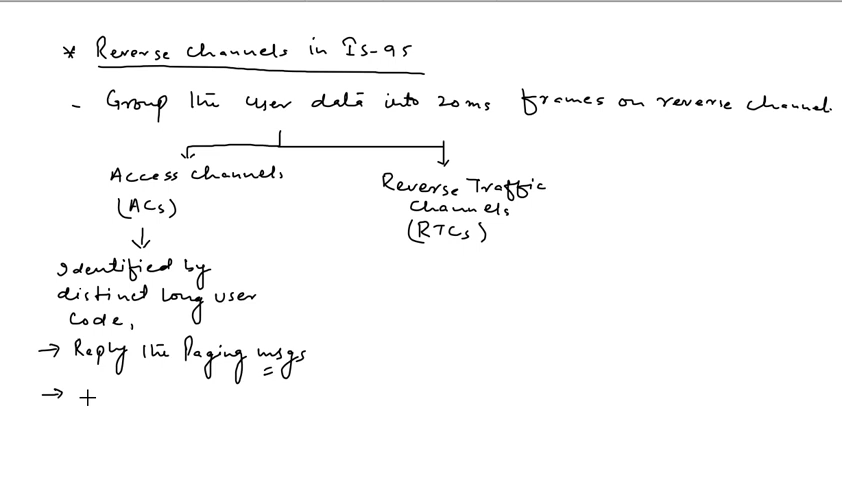 * Reverse channels in IS-95
- Group the user data into 20ms frames on reverse channel.
Access channels
(ACs)
Reverse Traffic
channels
(RTCs)
Identified by
distinct long user
code,
→ Reply the Paging msgs
→ +